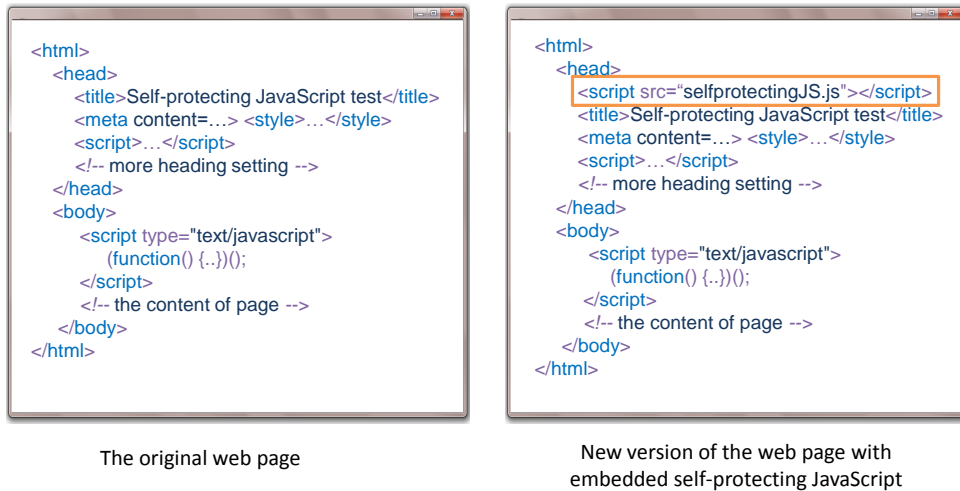 <html>
<head>
<title>Self-protecting JavaScript test</title>
<meta content=…> <style>…</style>
<script>…</script>
<!-- more heading setting -->
</head>
<body>
<script type="text/javascript">
(function() {..})();
</script>
<!-- the content of page -->
</body>
</html>
The original web page
<html>
<head>
<script src=“selfprotectingJS.js"></script>
<title>Self-protecting JavaScript test</title>
<meta content=…> <style>…</style>
<script>…</script>
<!-- more heading setting -->
</head>
<body>
<script type="text/javascript">
(function() {..})();
</script>
<!-- the content of page -->
</body>
</html>
New version of the web page with
embedded self-protecting JavaScript